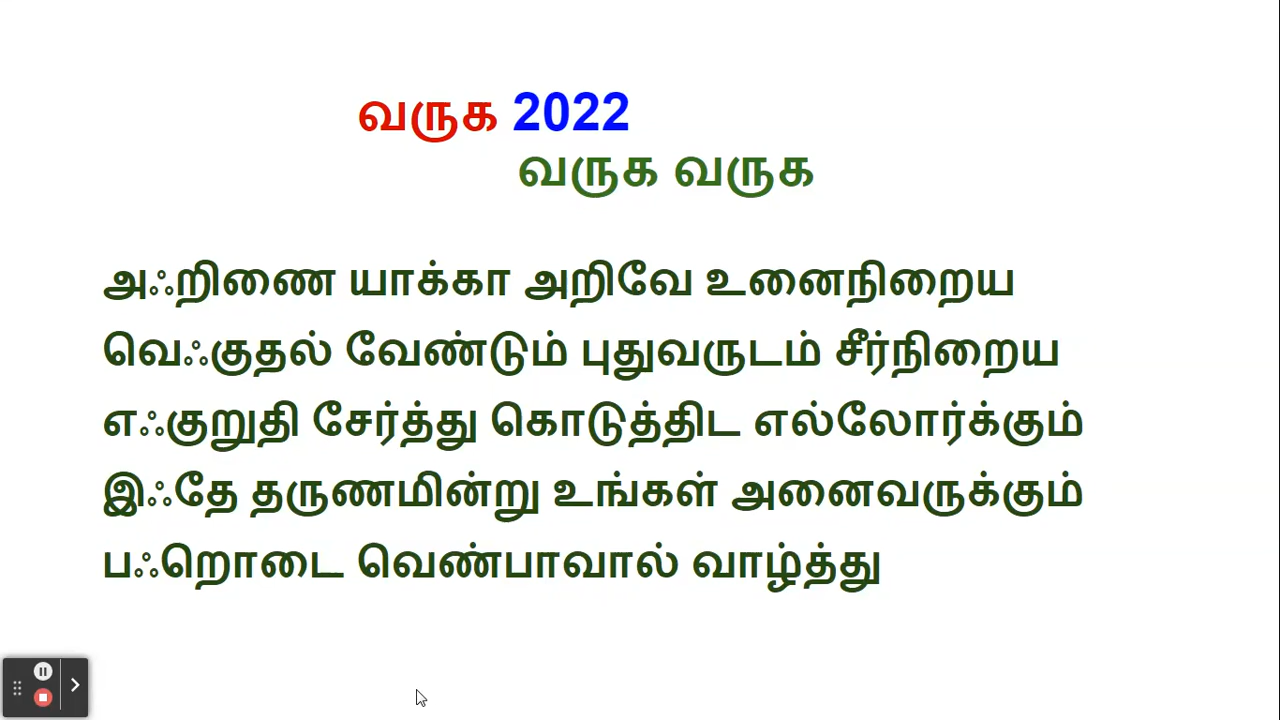 வருக 2022
வருக வருக
அஃறிணை யாக்கா அறிவே உனைநிறைய
வெஃகுதல் வேண்டும் புதுவருடம் சீர்நிறைய
எஃகுறுதி சேர்த்து கொடுத்திட எல்லோர்க்கும்
இஃதே தருணமின்று உங்கள் அனைவருக்கும்
பஃறொடை வெண்பாவால் வாழ்த்து